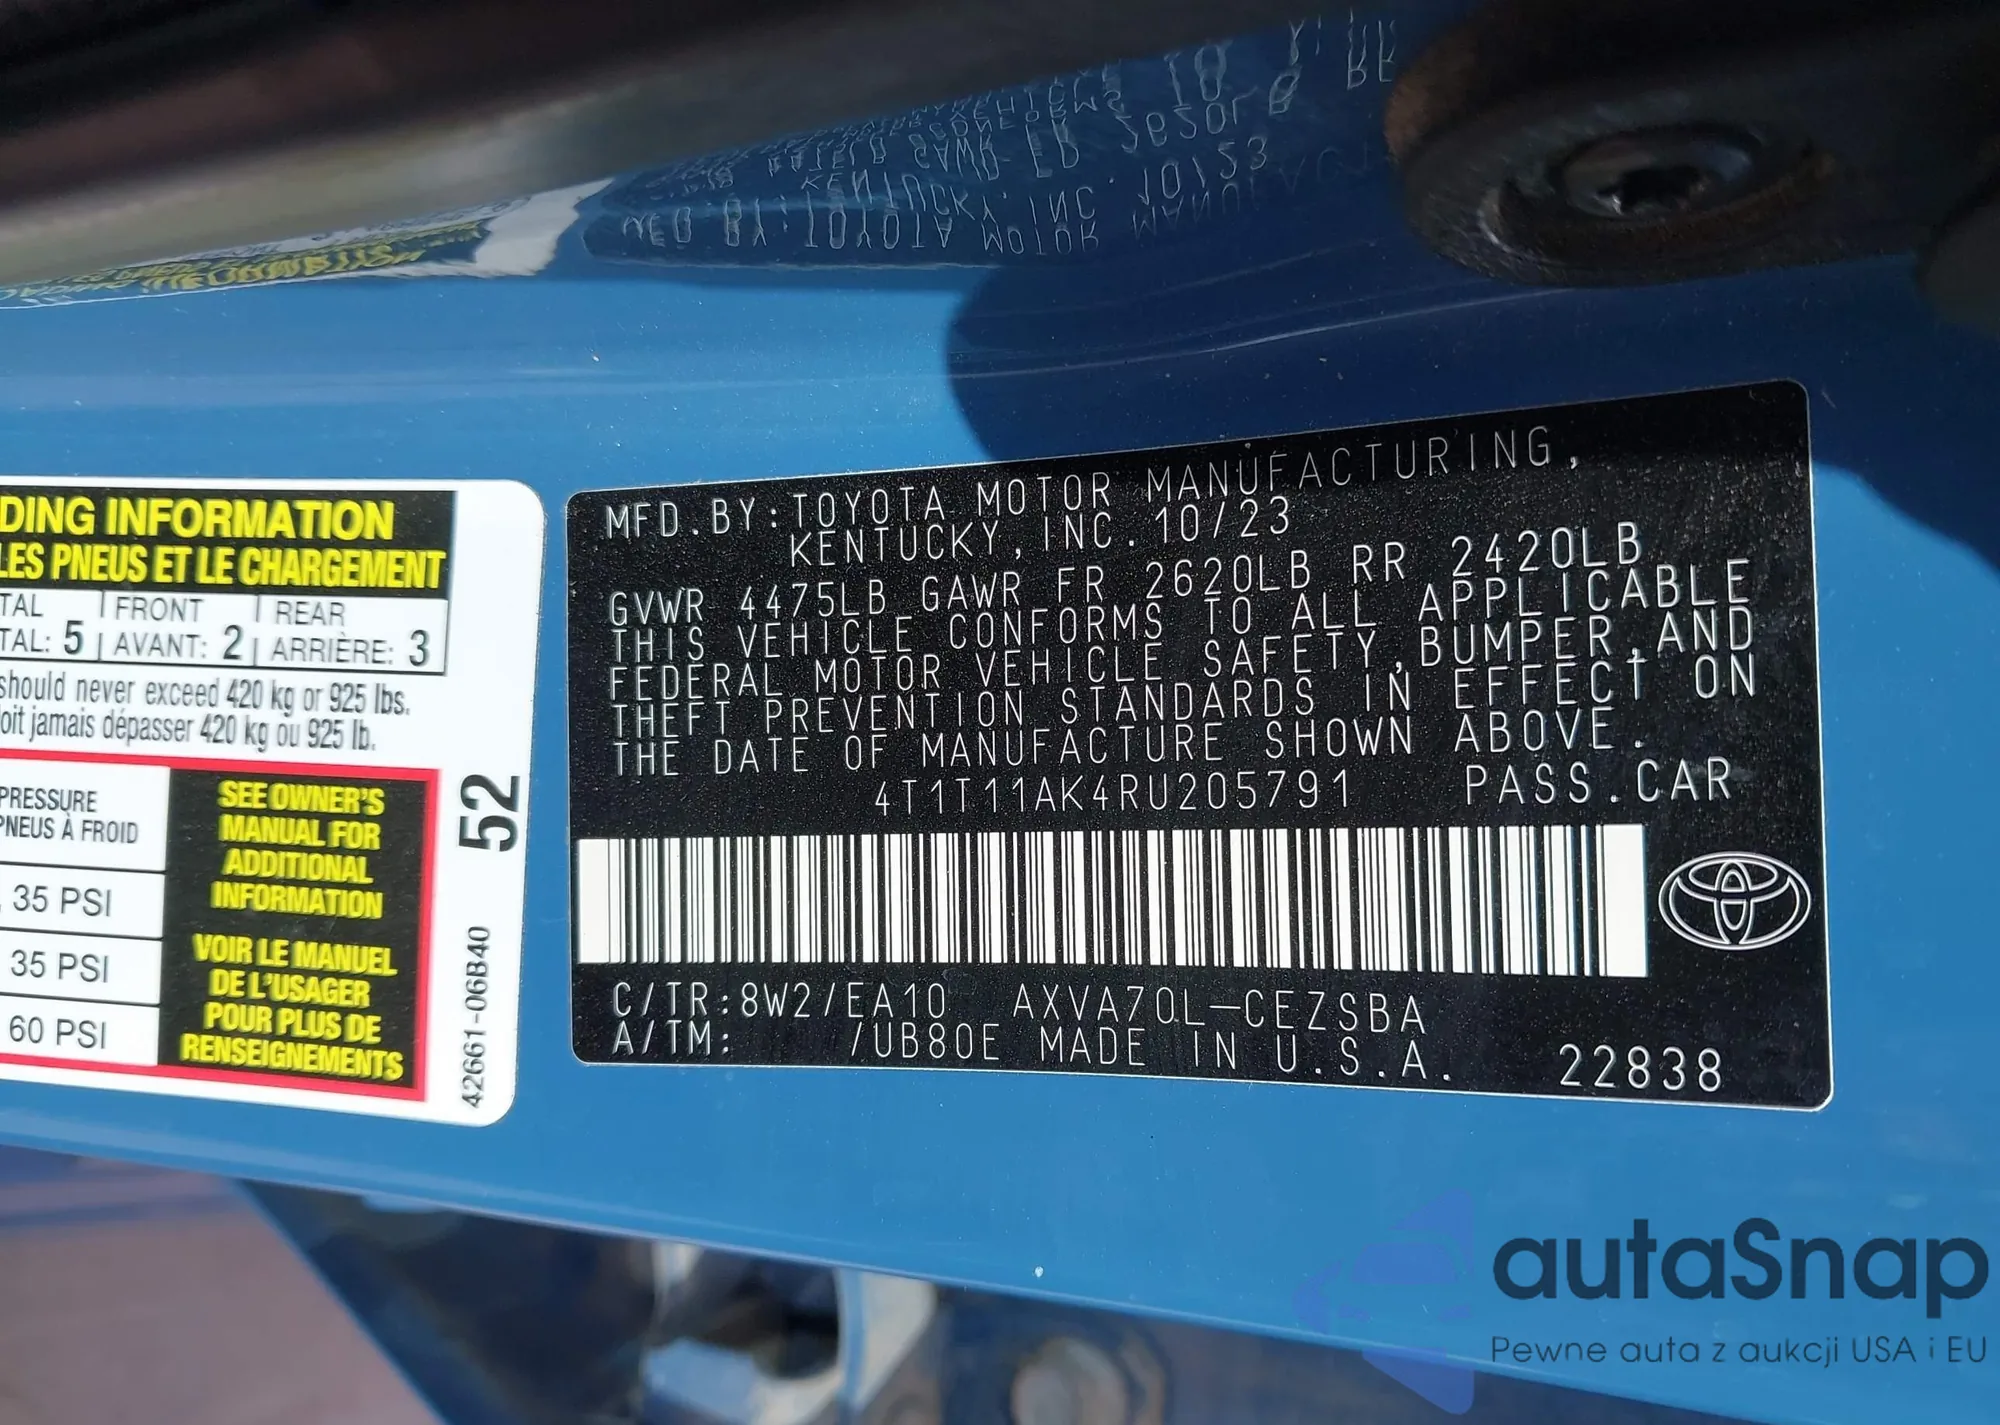 DING INFORMATION
LES PNEUS ET LE CHARGEMENT
TAL | FRONT | REAR
TAL: 5 | AVANT: 2 | ARRIÈRE: 3
should never exceed 420 kg or 925 lbs.
oit jamais dépasser 420 kg ou 925 lb.
PRESSURE
PNEUS À FROID
35 PSI
35 PSI
60 PSI
SEE OWNER'S
MANUAL FOR
ADDITIONAL
INFORMATION
VOIR LE MANUEL
DE L'USAGER
POUR PLUS DE
RENSEIGNEMENTS
52
42661-06B40
MFD.BY:TOYOTA MOTOR MANUFACTURING,
KENTUCKY,INC. 10/23
GVWR 4475LB GAWR FR 2620LB RR 2420LB
THIS VEHICLE CONFORMS TO ALL APPLICABLE
FEDERAL MOTOR VEHICLE SAFETY,BUMPER,AND
THEFT PREVENTION STANDARDS IN EFFECT ON
THE DATE OF MANUFACTURE SHOWN ABOVE.
4T1T11AK4RU205791 PASS.CAR
C/TR:8W2/EA10 AXVA70L-CEZSBA
A/TM: /UB80E MADE IN U.S.A. 22838
autaSnap
Pewne auta z aukcji USA i EU